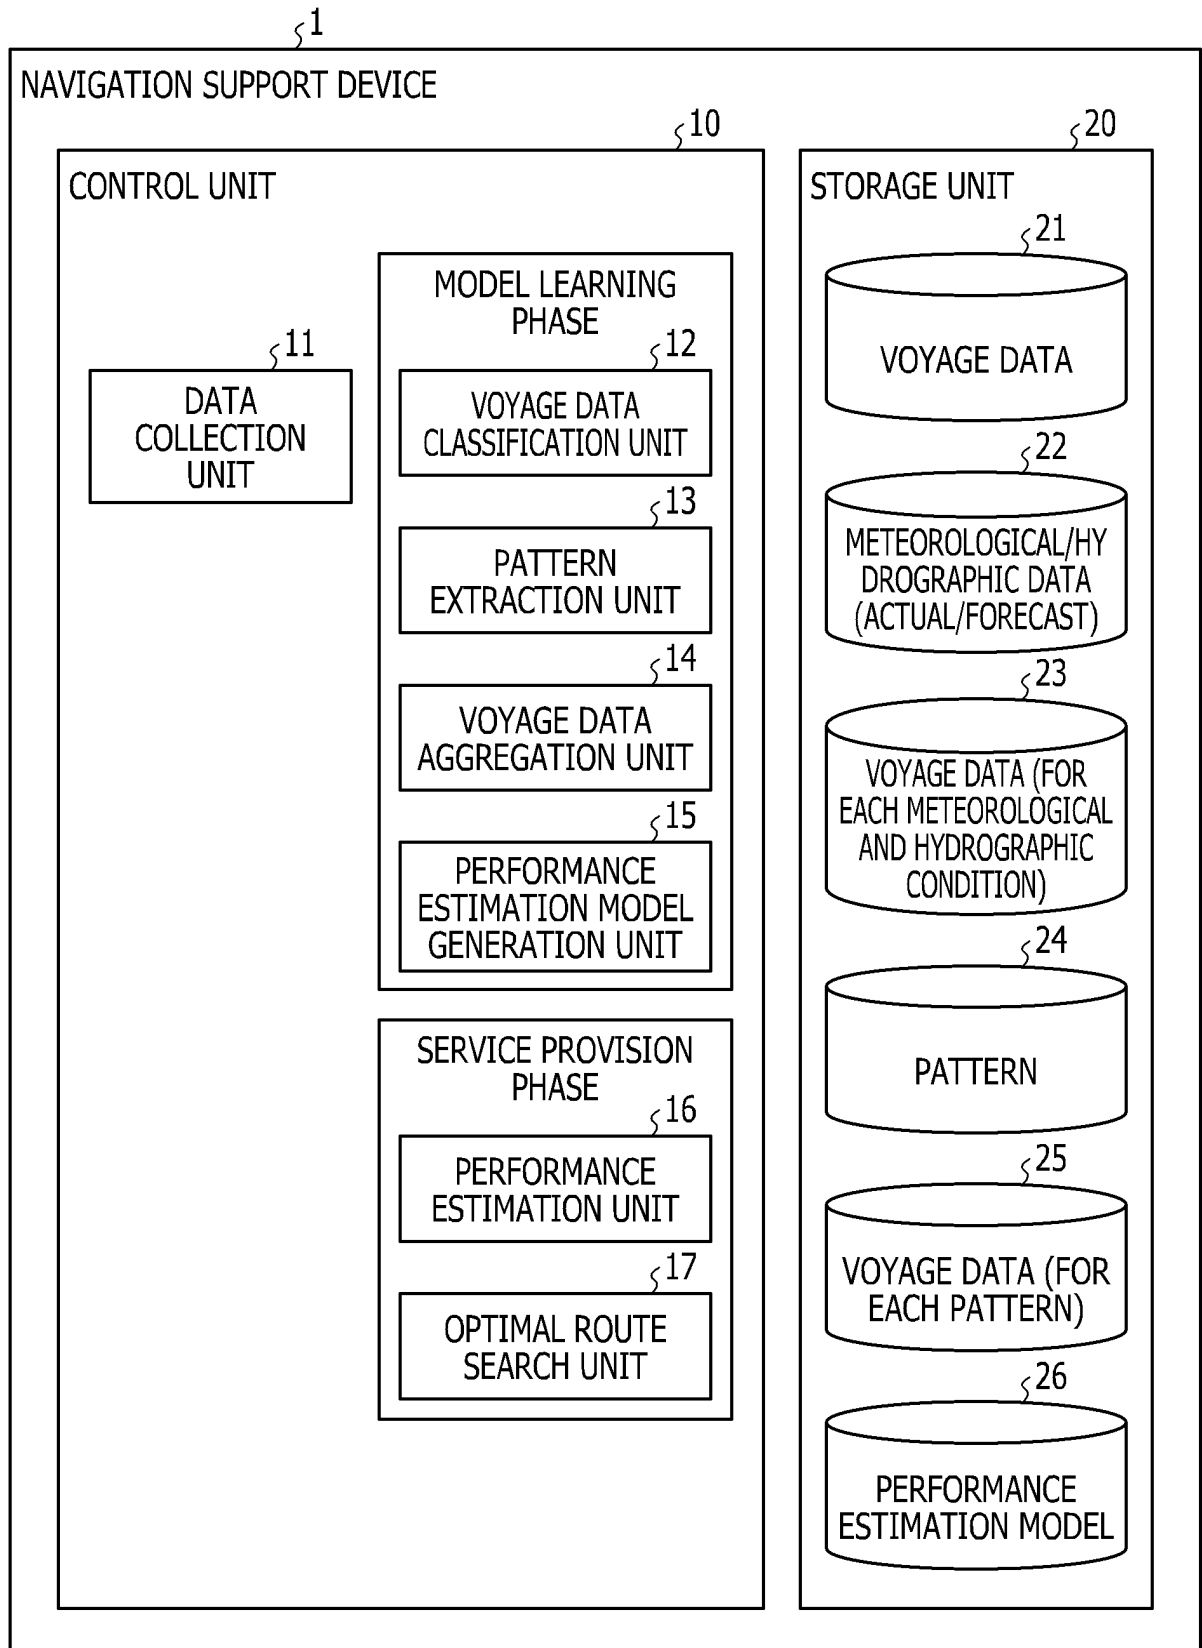 1
NAVIGATION SUPPORT DEVICE
10
CONTROL UNIT
11
DATA
COLLECTION
UNIT
MODEL LEARNING
PHASE
12
VOYAGE DATA
CLASSIFICATION UNIT
13
PATTERN
EXTRACTION UNIT
14
VOYAGE DATA
AGGREGATION UNIT
15
PERFORMANCE
ESTIMATION MODEL
GENERATION UNIT
SERVICE PROVISION
PHASE
16
PERFORMANCE
ESTIMATION UNIT
17
OPTIMAL ROUTE
SEARCH UNIT
20
STORAGE UNIT
21
VOYAGE DATA
22
METEOROLOGICAL/HY
DROGRAPHIC DATA
(ACTUAL/FORECAST)
23
VOYAGE DATA (FOR
EACH METEOROLOGICAL
AND HYDROGRAPHIC
CONDITION)
24
PATTERN
25
VOYAGE DATA (FOR
EACH PATTERN)
26
PERFORMANCE
ESTIMATION MODEL